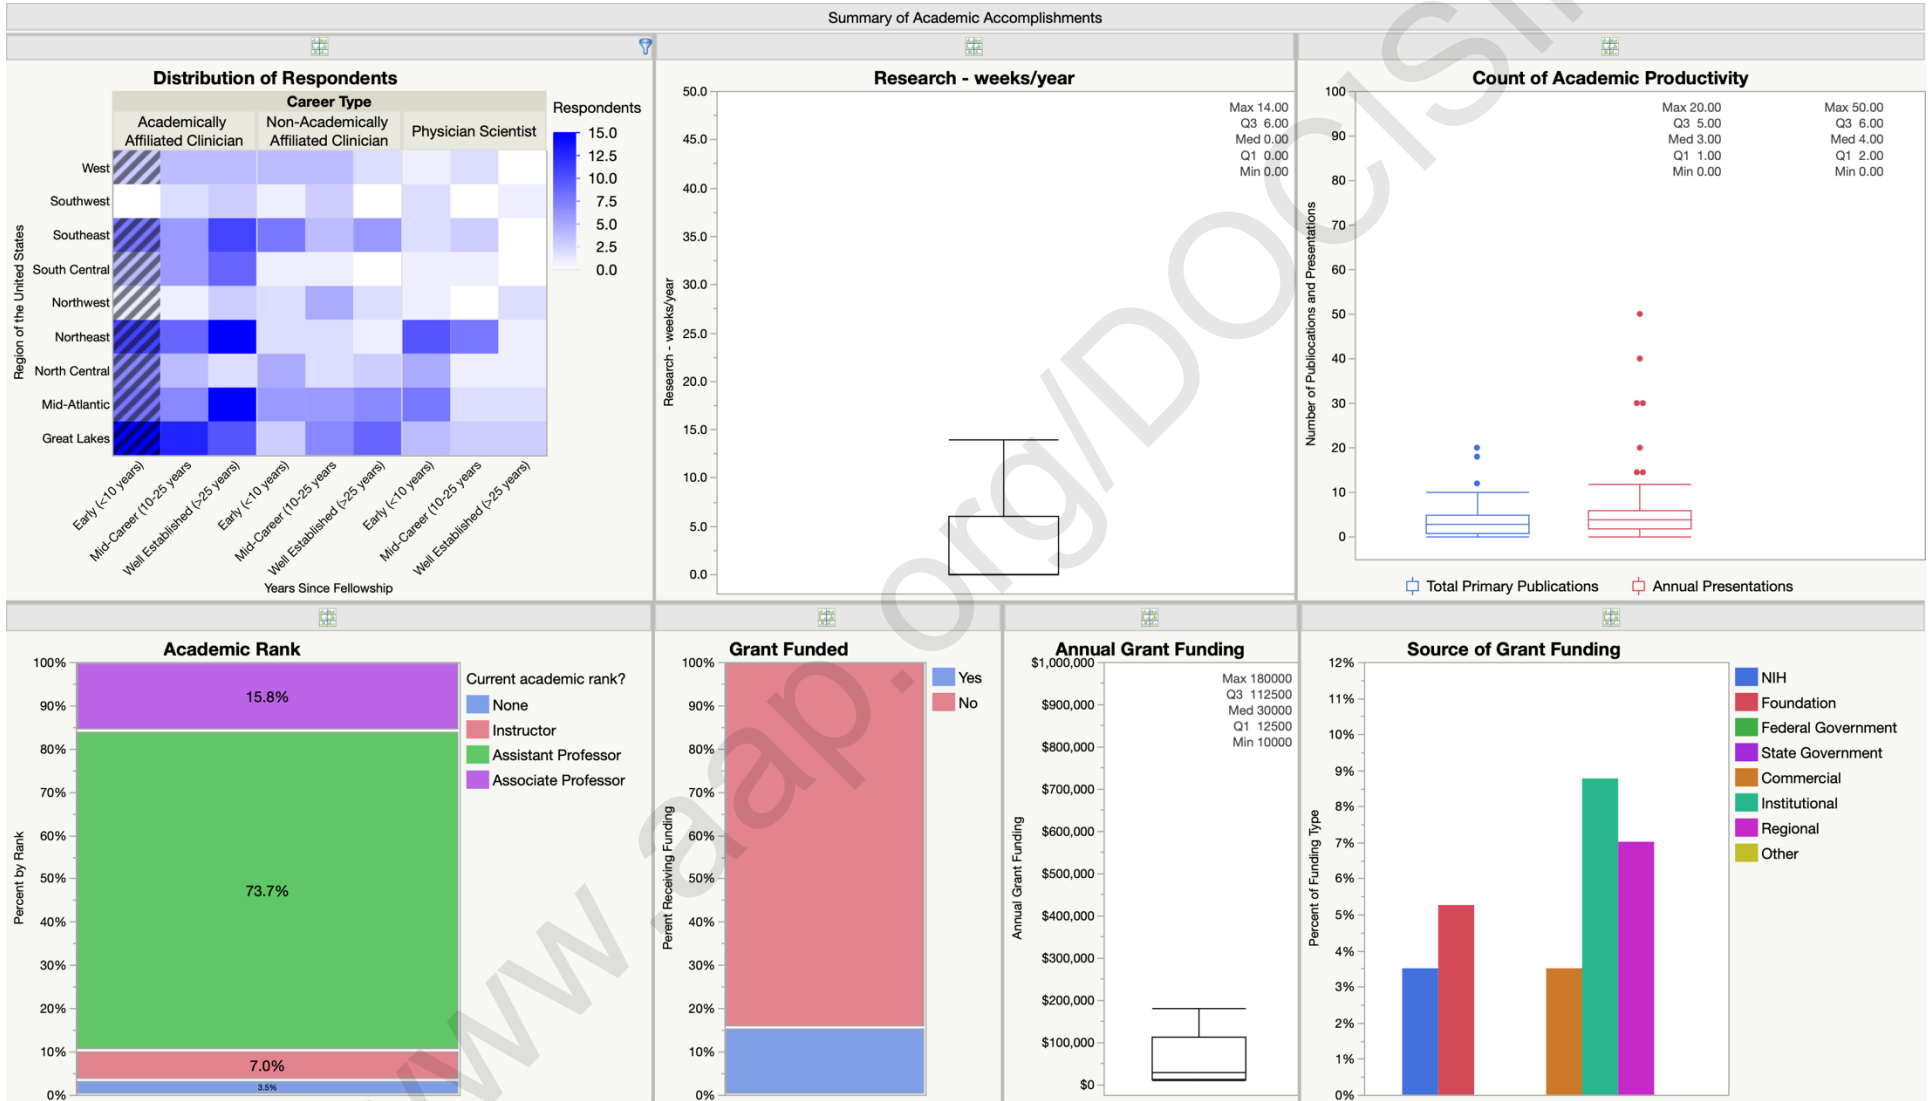 Summary of Academic Accomplishments
Distribution of Respondents
Career Type
Academically
Affiliated Clinician
Non-Academically
Affiliated Clinician
Physician Scientist
Respondents
15.0
12.5
10.0
7.5
5.0
2.5
0.0
Region of the United States
West
Southwest
Southeast
South Central
Northwest
Northeast
North Central
Mid-Atlantic
Great Lakes
Early (<10 years)
Mid-Career (10-25 years
Well Established (>25 years)
Early (<10 years)
Mid-Career (10-25 years
Well Established (>25 years)
Early (<10 years)
Mid-Career (10-25 years
Well Established (>25 years)
Years Since Fellowship
Research - weeks/year
Research - weeks/year
50.0
45.0
40.0
35.0
30.0
25.0
20.0
15.0
10.0
5.0
0.0
Max 14.00
Q3 6.00
Med 0.00
Q1 0.00
Min 0.00
Count of Academic Productivity
Number of Publiocations and Presentations
100
90
80
70
60
50
40
30
20
10
0
Max 20.00
Q3 5.00
Med 3.00
Q1 1.00
Min 0.00
Max 50.00
Q3 6.00
Med 4.00
Q1 2.00
Min 0.00
Total Primary Publications
Annual Presentations
Academic Rank
Percent by Rank
100%
90%
80%
70%
60%
50%
40%
30%
20%
10%
0%
15.8%
73.7%
7.0%
3.5%
Current academic rank?
None
Instructor
Assistant Professor
Associate Professor
Grant Funded
Perent Receiving Funding
100%
90%
80%
70%
60%
50%
40%
30%
20%
10%
0%
Yes
No
Annual Grant Funding
Annual Grant Funding
$1,000,000
$900,000
$800,000
$700,000
$600,000
$500,000
$400,000
$300,000
$200,000
$100,000
$0
Max 180000
Q3 112500
Med 30000
Q1 12500
Min 10000
Source of Grant Funding
Percent of Funding Type
12%
11%
10%
9%
8%
7%
6%
5%
4%
3%
2%
1%
0%
NIH
Foundation
Federal Government
State Government
Commercial
Institutional
Regional
Other